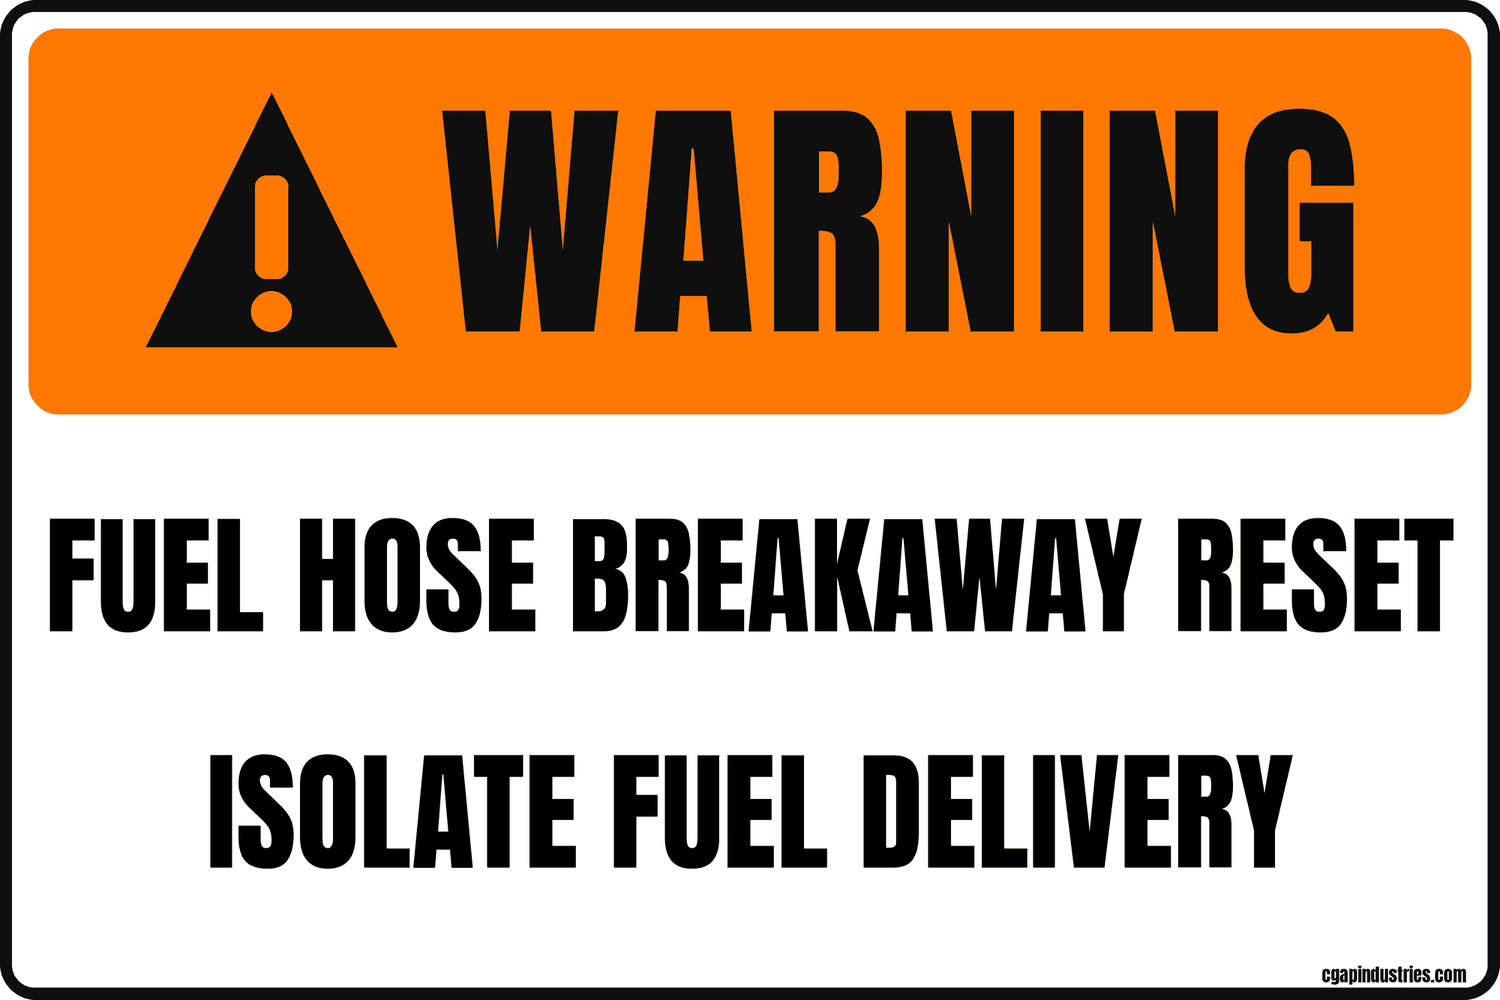 WARNING
FUEL HOSE BREAKAWAY RESET
ISOLATE FUEL DELIVERY
cgapindustries.com